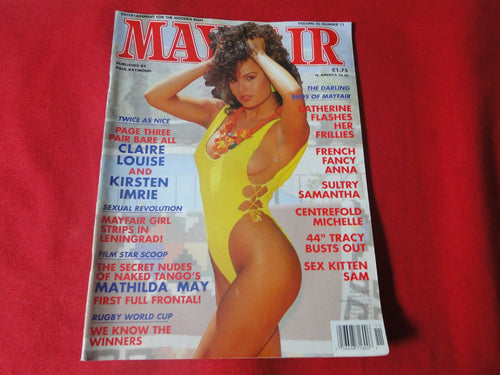 ENTERTAINMENT FOR THE MODERN MAN
VOLUME 26 NUMBER 11
MAYFAIR
PUBLISHED BY
PAUL RAYMOND
£1.75
TWICE AS NICE
PAGE THREE
PAIR BARE ALL
CLAIRE
LOUISE
AND
KIRSTEN
IMRIE
SEXUAL REVOLUTION
MAYFAIR GIRL
STRIPS IN
LENINGRAD!
FILM STAR SCOOP
THE SECRET NUDES
OF NAKED TANGO'S
MATHILDA MAY
FIRST FULL FRONTAL!
RUGBY WORLD CUP
WE KNOW THE
WINNERS
THE DARLING
BUDS OF MAYFAIR
CATHERINE
FLASHES
HER
FRILLIES
FRENCH
FANCY
ANNA
SULTRY
SAMANTHA
CENTREFOLD
MICHELLE
44" TRACY
BUSTS OUT
SEX KITTEN
SAM